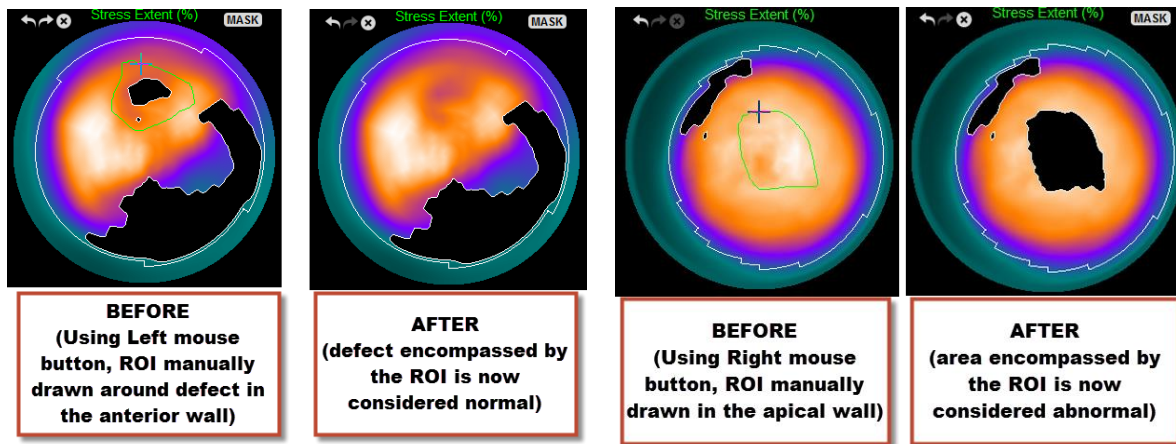 Stress Extent (%)
MASK
BEFORE
(Using Left mouse
button, ROI manually
drawn around defect in
the anterior wall)
Stress Extent (%)
MASK
AFTER
(defect encompassed by
the ROI is now
considered normal)
Stress Extent (%)
BEFORE
(Using Right mouse
button, ROI manually
drawn in the apical wall)
Stress Extent (%)
MASK
AFTER
(area encompassed by
the ROI is now
considered abnormal)